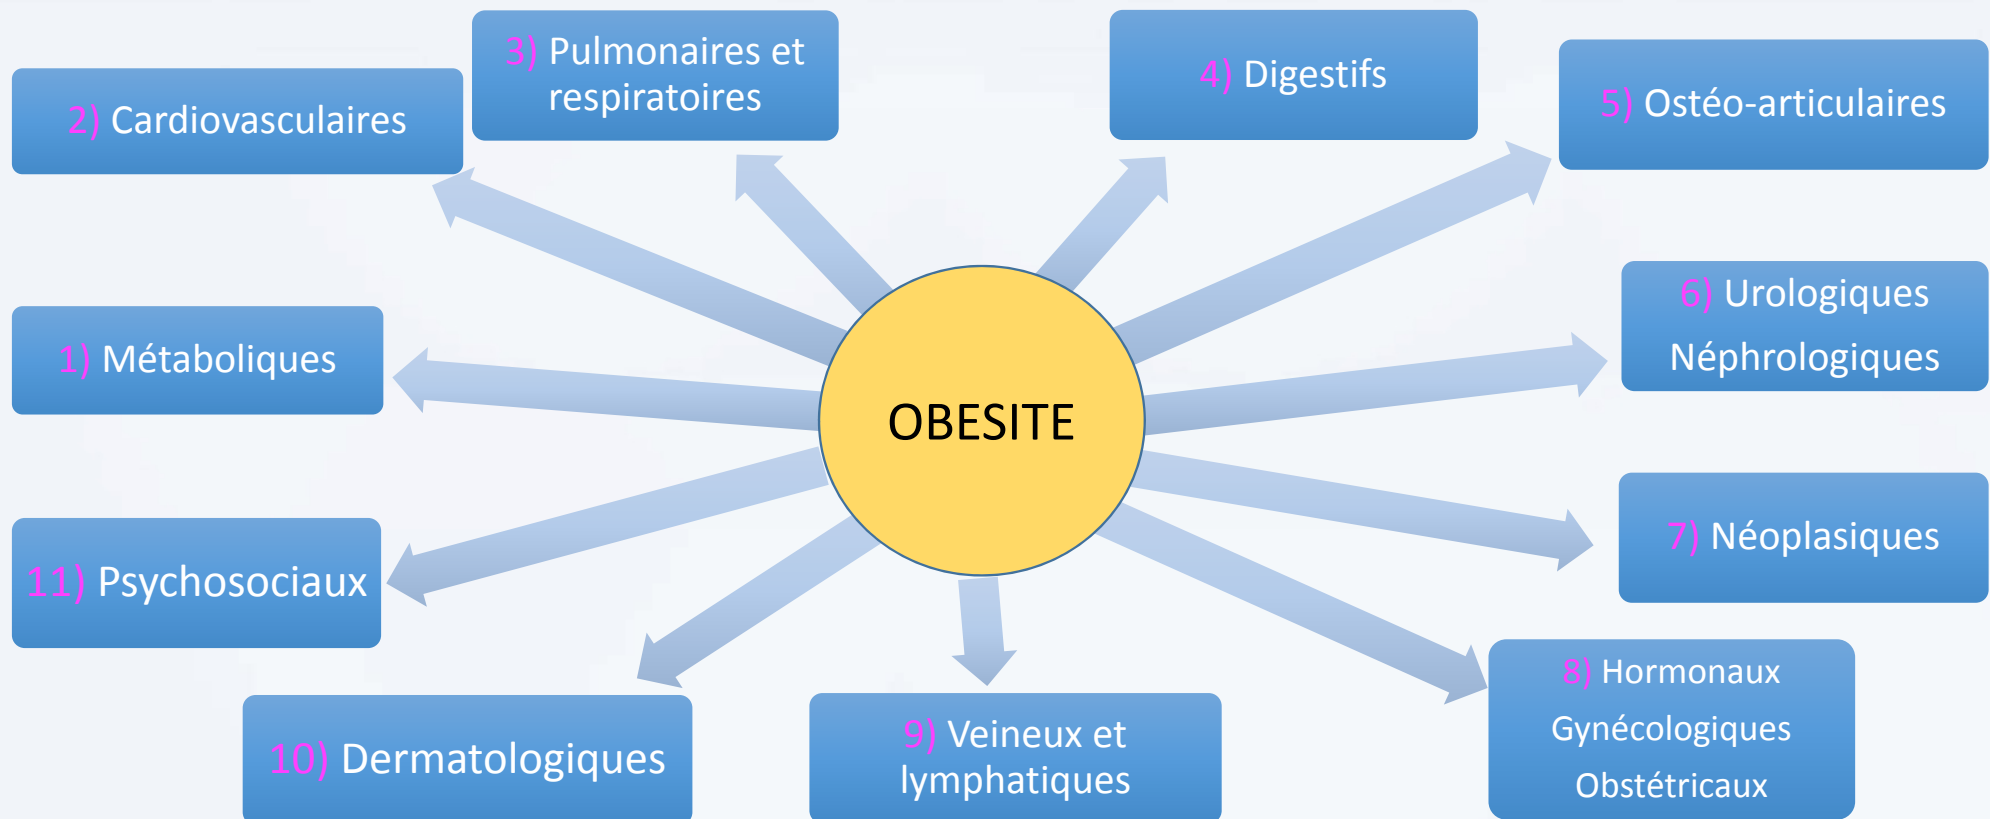 3) Pulmonaires et
respiratoires
4) Digestifs
2) Cardiovasculaires
5) Ostéo-articulaires
6) Urologiques
Néphrologiques
1) Métaboliques
OBESITE
7) Néoplasiques
11) Psychosociaux
8) Hormonaux
Gynécologiques
Obstétricaux
9) Veineux et
lymphatiques
10) Dermatologiques